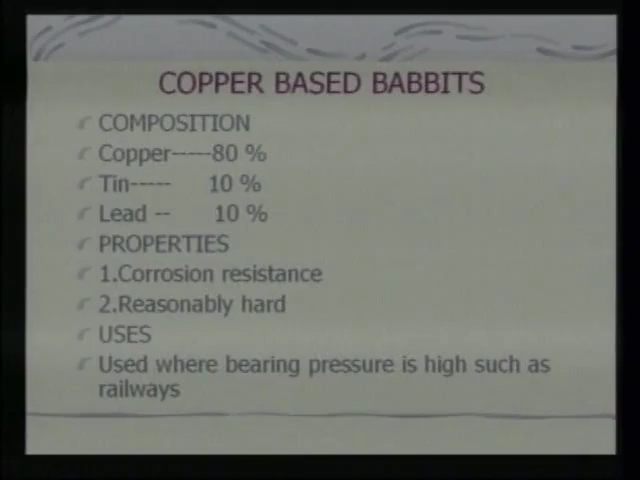 COPPER BASED BABBITS
COMPOSITION
Copper-----80 %
Tin----- 10 %
Lead -- 10 %
PROPERTIES
1.Corrosion resistance
2.Reasonably hard
USES
Used where bearing pressure is high such as
railways